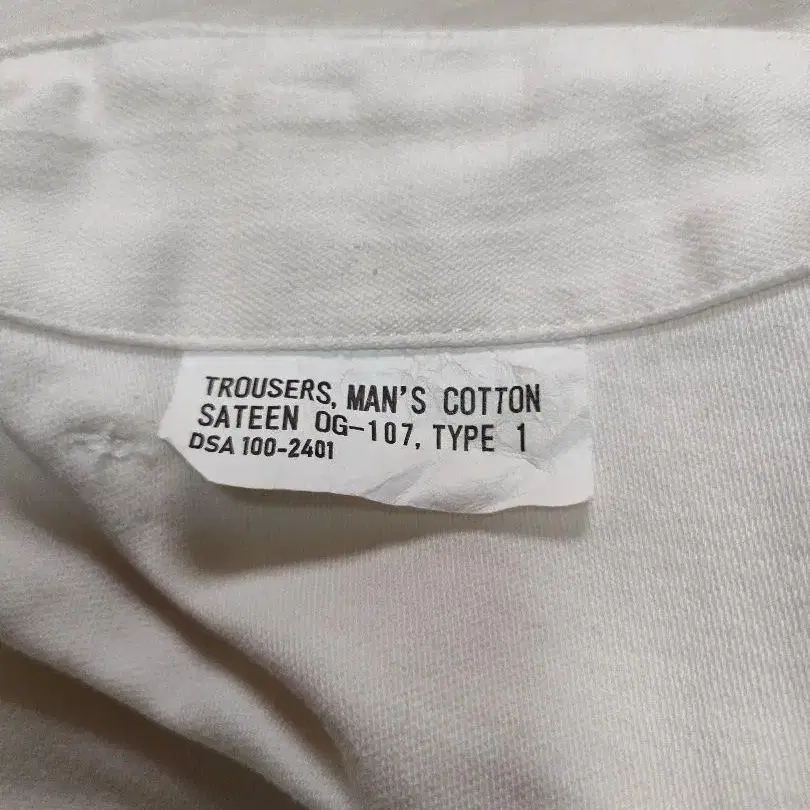 TROUSERS, MAN'S COTTON
SATEEN OG-107, TYPE 1
DSA 100-2401